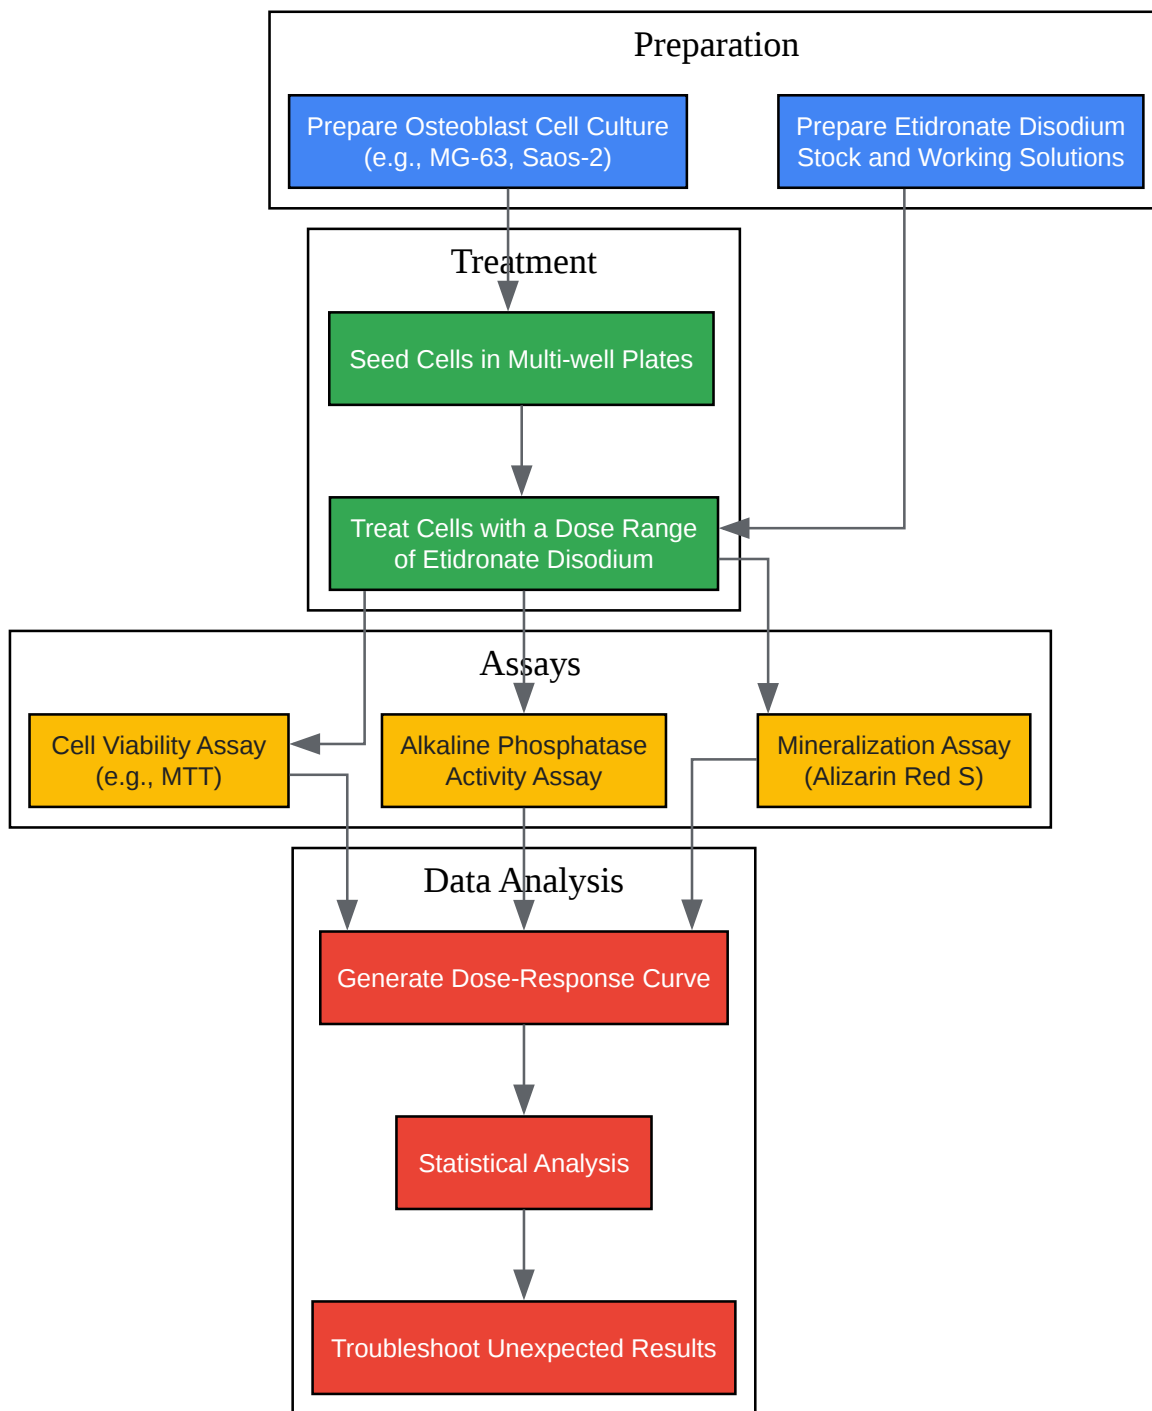 Preparation
Prepare Osteoblast Cell Culture
(e.g., MG-63, Saos-2)
Prepare Etidronate Disodium
Stock and Working Solutions
Treatment
Seed Cells in Multi-well Plates
Treat Cells with a Dose Range
of Etidronate Disodium
Assays
Cell Viability Assay
(e.g., MTT)
Alkaline Phosphatase
Activity Assay
Mineralization Assay
(Alizarin Red S)
Data Analysis
Generate Dose-Response Curve
Statistical Analysis
Troubleshoot Unexpected Results